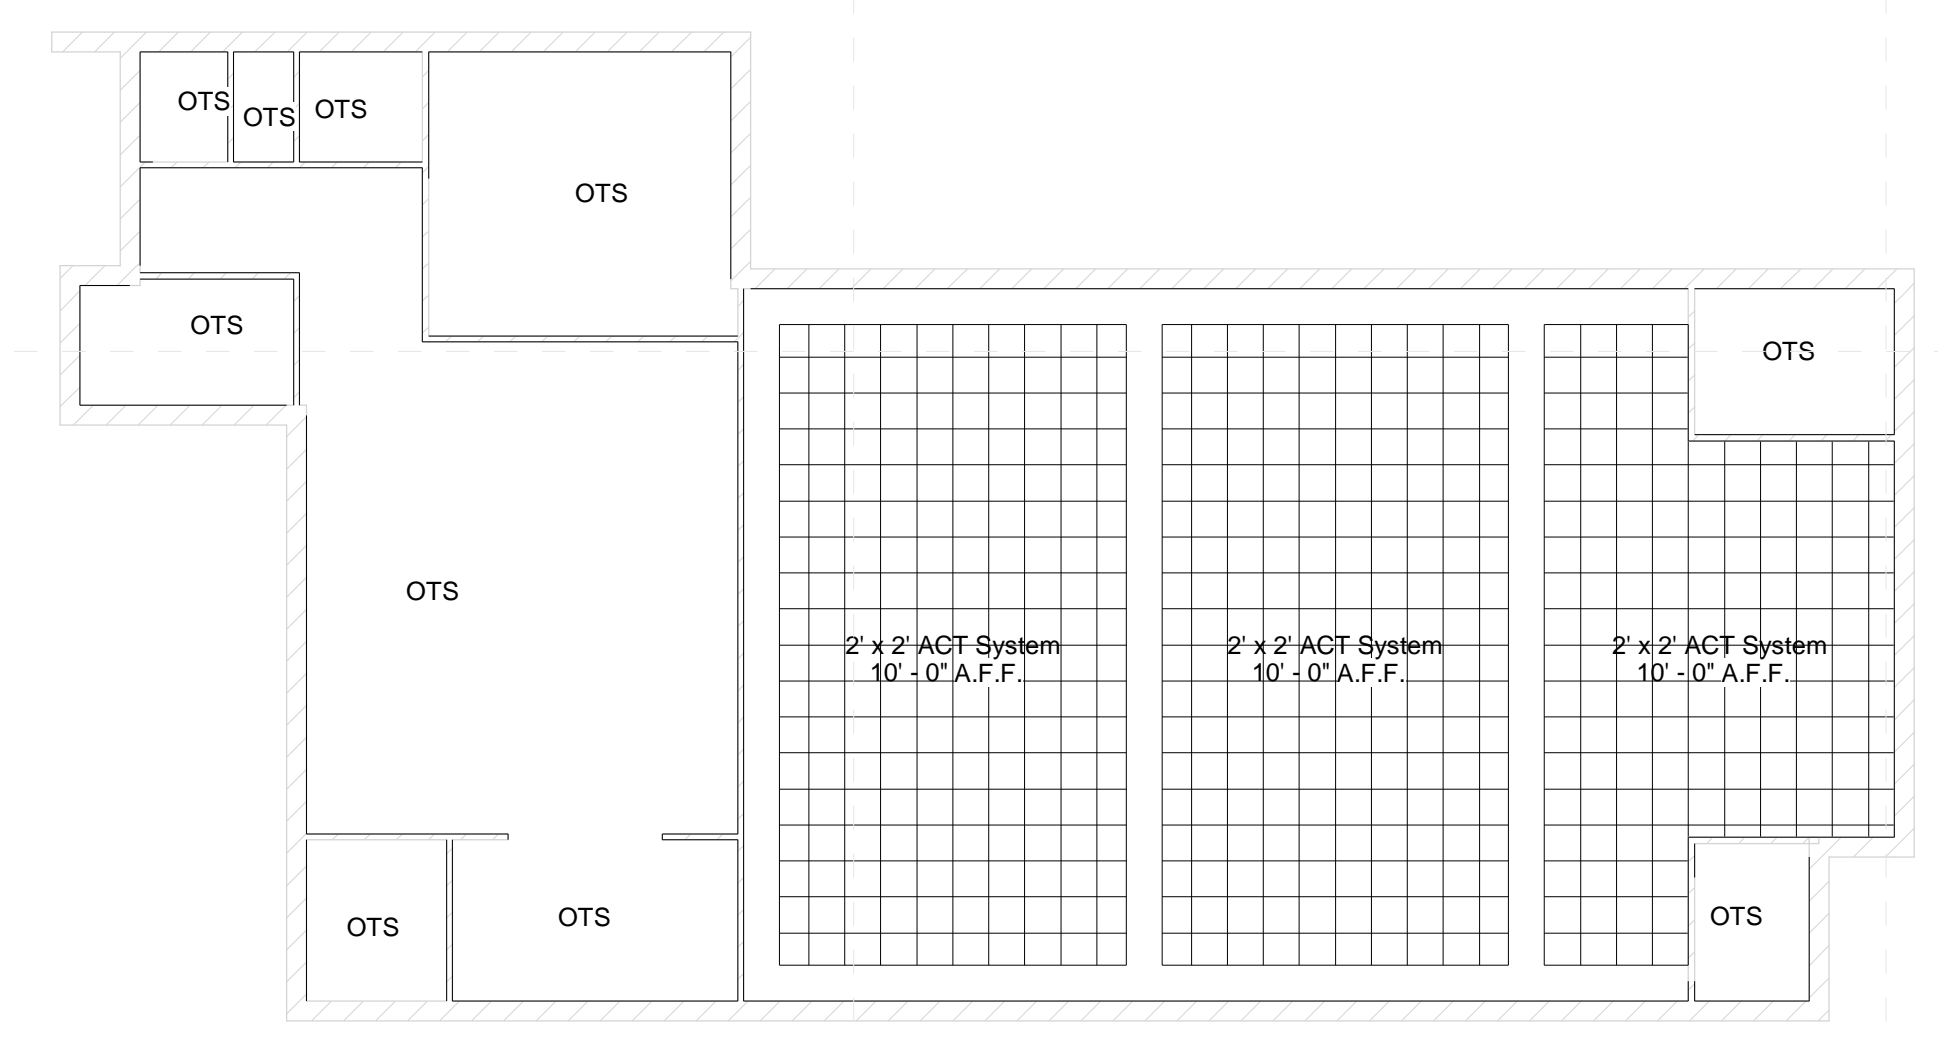 OTS
OTS
OTS
OTS
OTS
OTS
OTS
2' x 2' ACT System
10' - 0" A.F.F.
2' x 2' ACT System
10' - 0" A.F.F.
2' x 2' ACT System
10' - 0" A.F.F.
OTS
OTS
OTS